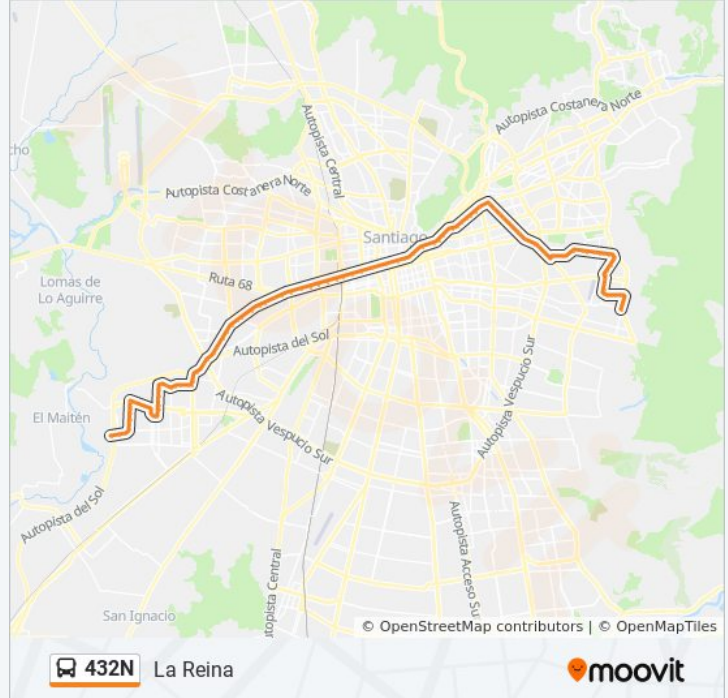 Autopista Costanera Norte
Autopista Central
cho
Autopista Costanera Norte
Santiago
Lomas de
Lo Aguirre
Ruta 68
Autopista del Sol
Autopista Vespucio Sur
El Maitén
Autopista Vespucio Sur
Autopista del Sol
Autopista Acceso Su
Autopista Central
San Ignacio
© OpenStreetMap contributors | © OpenMapTiles
432N La Reina
moovit